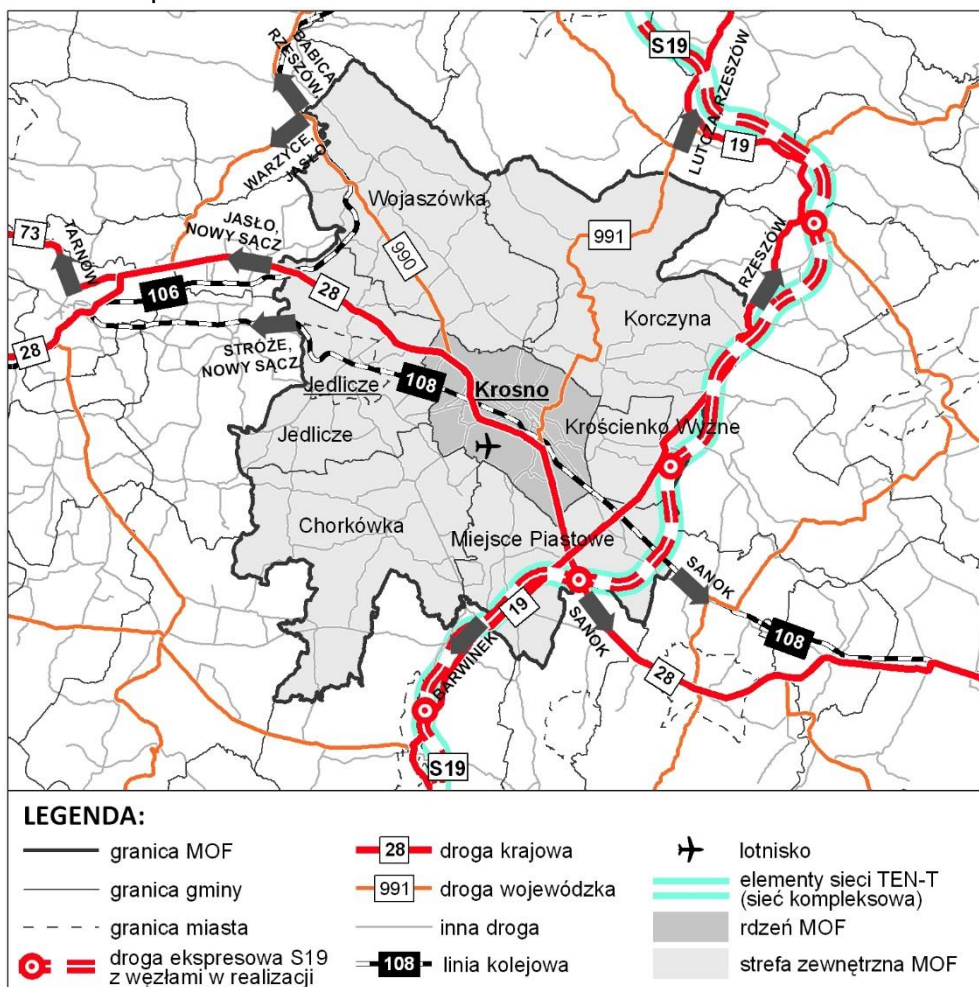 S19
BABICA,
RZESZÓW,
RZESZÓW
LUTCZA
19
WARZYCE,
JASŁO
Wojaszówka
73
TARNÓW
JASŁO,
NOWY SĄCZ
990
991
RZESZÓW
106
28
Korczyna
28
STRÓŻE,
NOWY SĄCZ
Jedlicze
108
Krosno
Jedlicze
Krościenko Wyżne
Chorkówka
Miejsce Piastowe
SANOK
19
SANOK
BARWINEK
108
28
S19
LEGENDA:
granica MOF
granica gminy
granica miasta
droga ekspresowa S19
z węzłami w realizacji
28 droga krajowa
991 droga wojewódzka
inna droga
108 linia kolejowa
lotnisko
elementy sieci TEN-T
(sieć kompleksowa)
rdzeń MOF
strefa zewnętrzna MOF